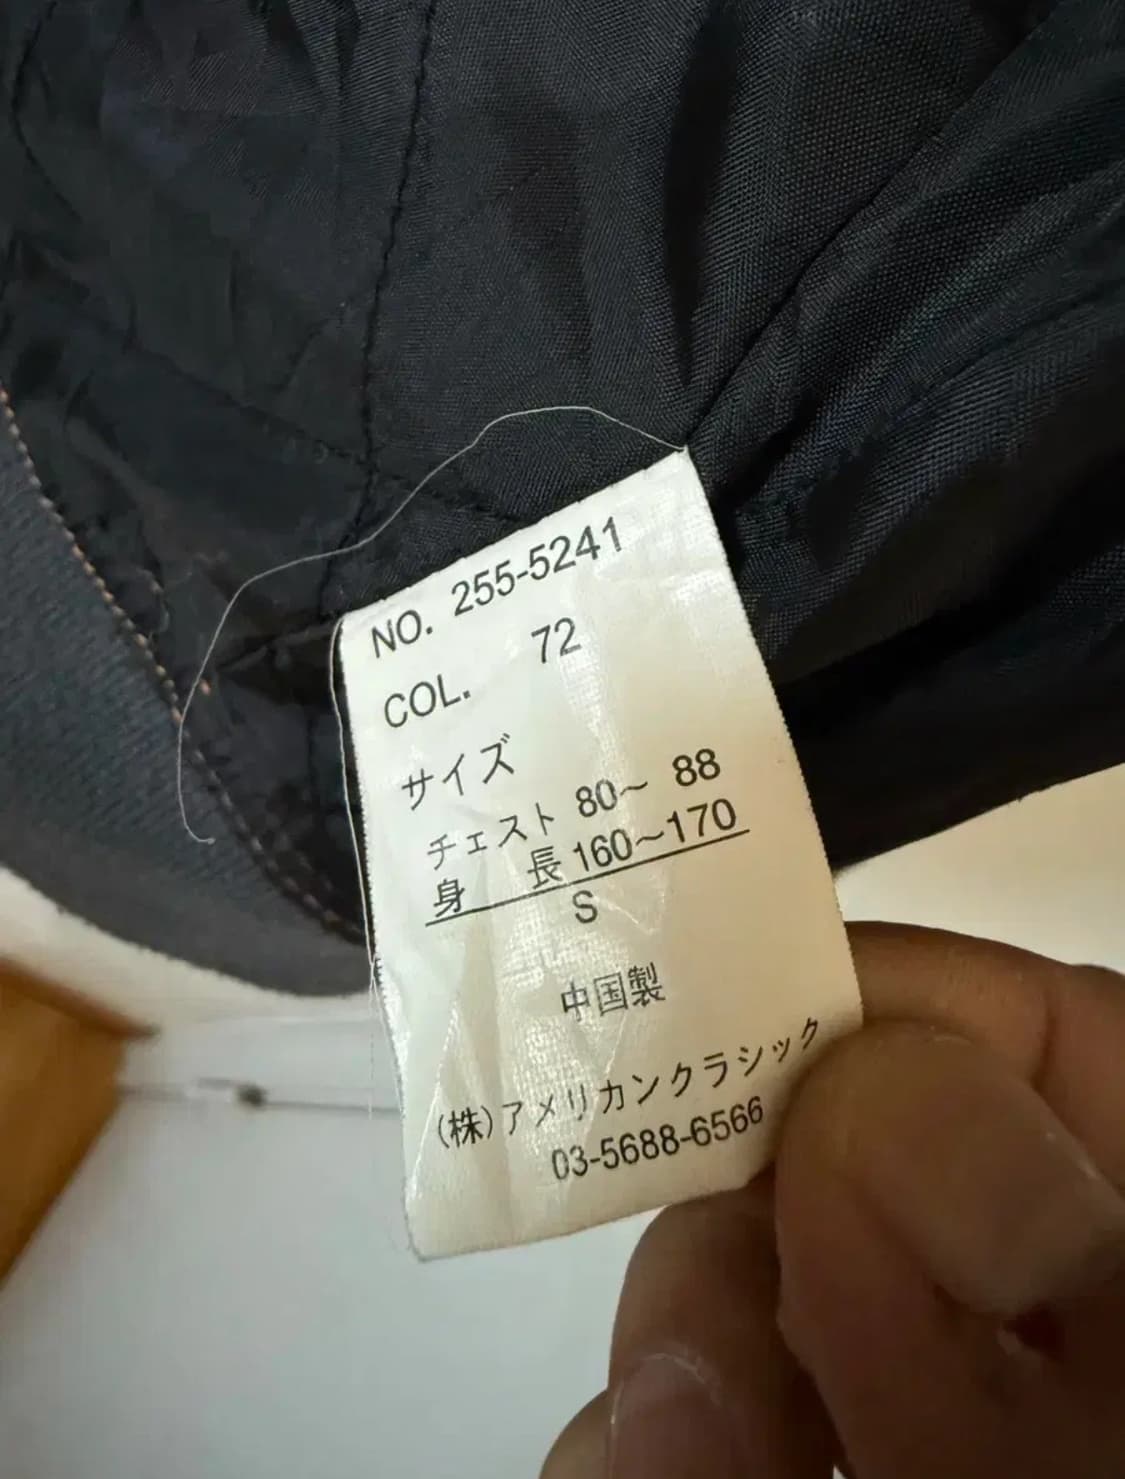 NO. 255-5241
COL. 72
サイズ
チェスト 80～ 88
身 長 160～170
S
中国製
(株)アメリカンクラシック
03-5688-6566